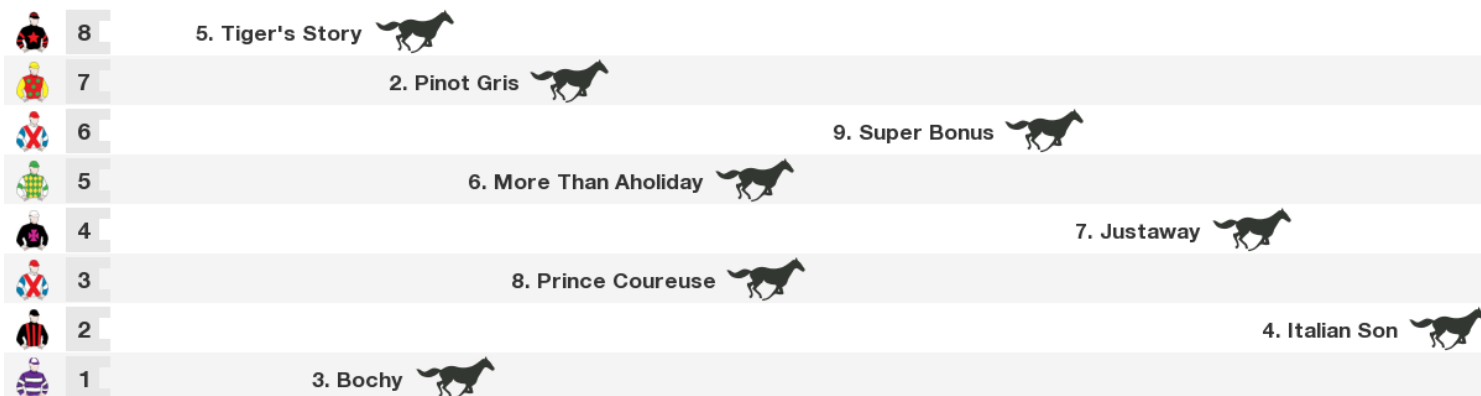 8 5. Tiger's Story
7 2. Pinot Gris
6 9. Super Bonus
5 6. More Than Aholiday
4 7. Justaway
3 8. Prince Coureuse
2 4. Italian Son
1 3. Bochy